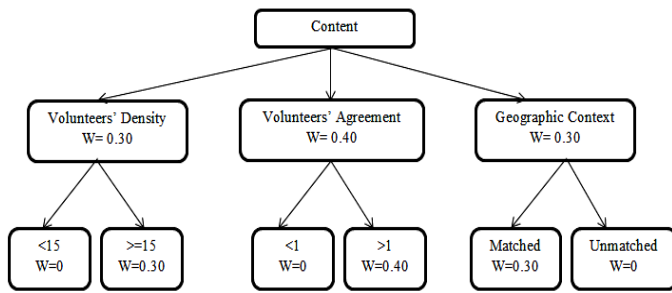 Content
Volunteers' Density
W= 0.30
Volunteers' Agreement
W= 0.40
Geographic Context
W= 0.30
<15
W=0
>=15
W=0.30
<1
W=0
>1
W=0.40
Matched
W=0.30
Unmatched
W=0